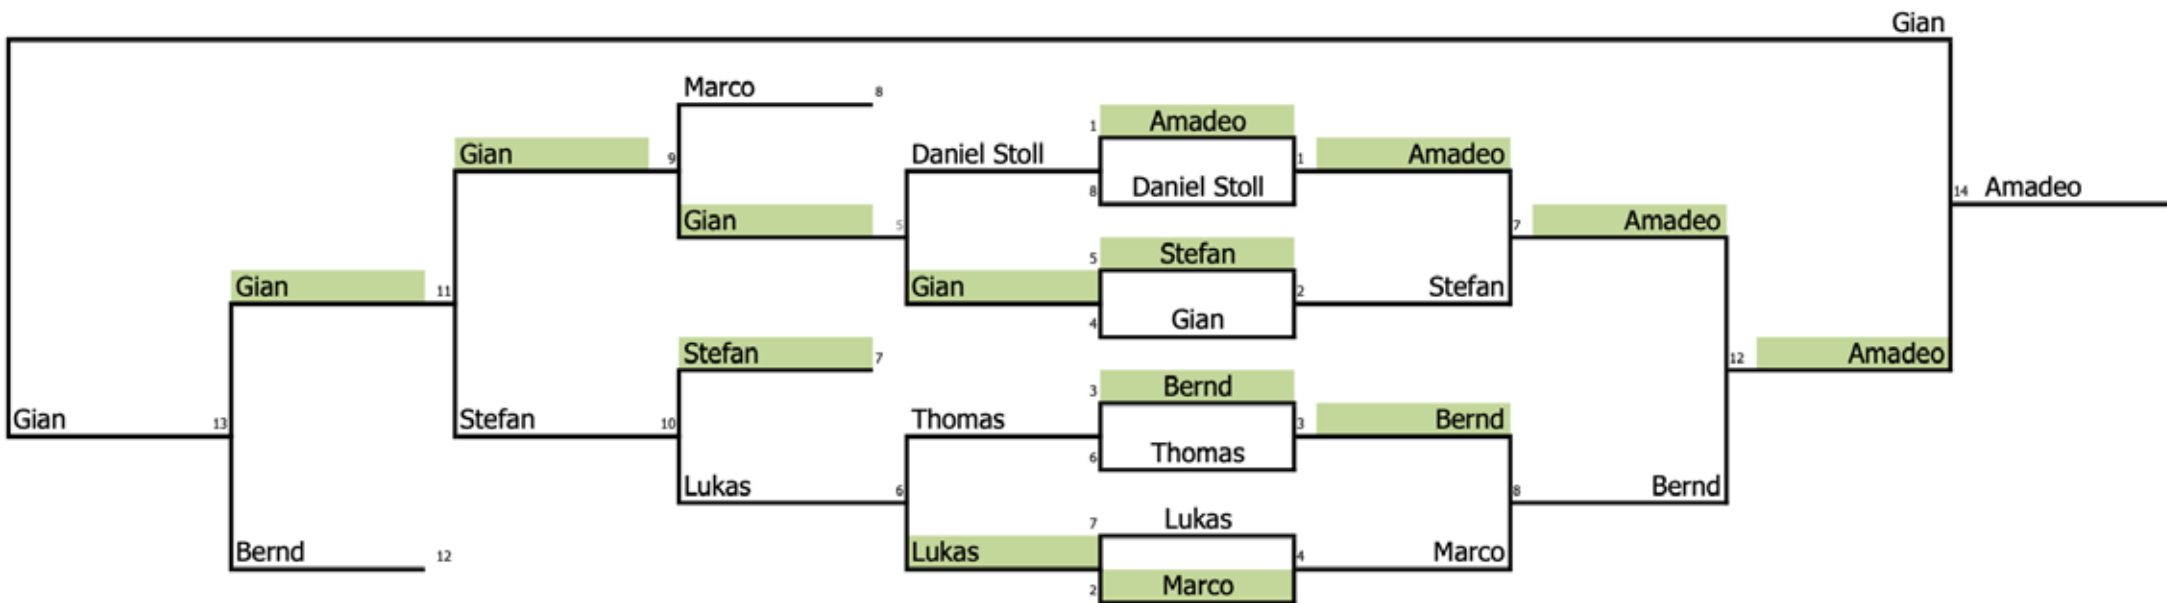 Gian
Marco 8
1 Amadeo
Gian 9 Daniel Stoll 1 Amadeo
8 Daniel Stoll 14 Amadeo
Gian 5 7 Amadeo
5 Stefan
Gian 11 Gian 2 Stefan
4 Gian
Stefan 7 12 Amadeo
3 Bernd
Gian 13 Stefan 10 Thomas 3 Bernd
6 Thomas
Lukas 6 8 Bernd
7 Lukas
Bernd 12 Lukas 4 Marco
2 Marco